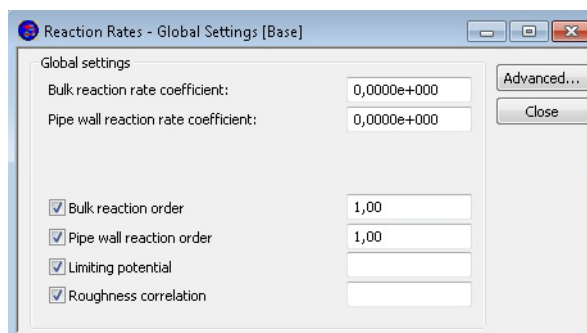 Reaction Rates - Global Settings [Base]
Global settings
Bulk reaction rate coefficient: 0,0000e+000
Advanced...
Pipe wall reaction rate coefficient: 0,0000e+000
Close
Bulk reaction order 1,00
Pipe wall reaction order 1,00
Limiting potential
Roughness correlation